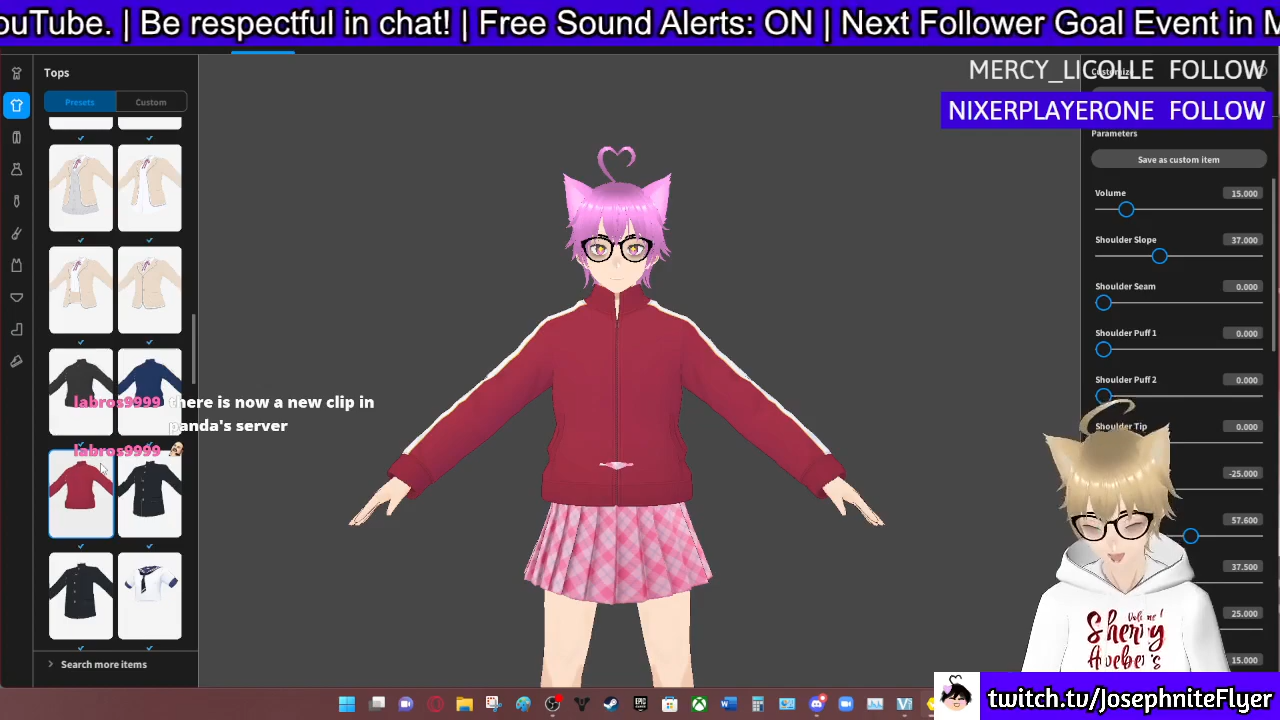 ouTube. | Be respectful in chat! | Free Sound Alerts: ON | Next Follower Goal Event in M
Tops
MERCY_LICOLLE FOLLOW
Presets
Custom
NIXERPLAYERONE FOLLOW
Parameters
Save as custom item
Volume
15.000
Shoulder Slope
37.000
Shoulder Seam
0.000
Shoulder Puff 1
0.000
Shoulder Puff 2
0.000
labros9999 there is now a new clip in
panda's server
Shoulder Tip
0.000
labros9999
-25.000
57.600
37.500
25.000
Sherry
15.000
Search more items
twitch.tv/JosephniteFlyer